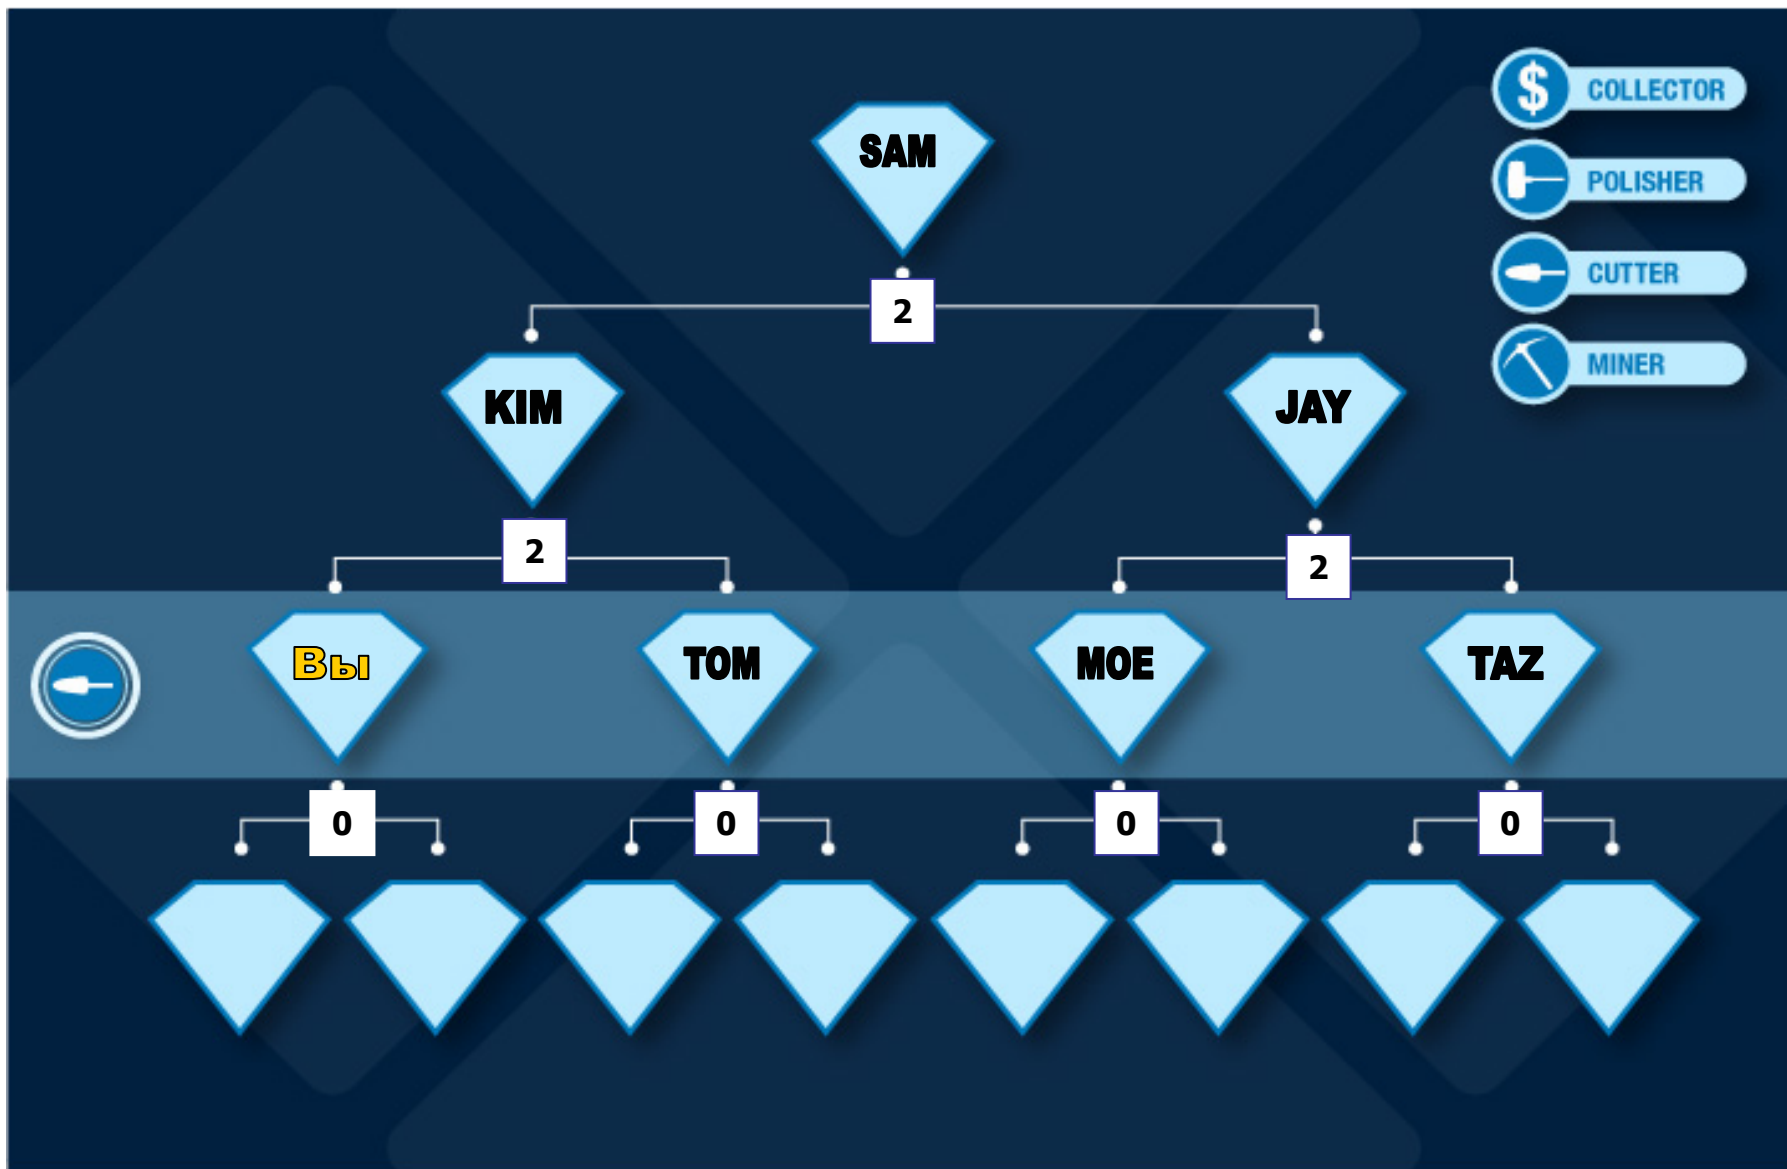 $ COLLECTOR
SAM
POLISHER
CUTTER
2
MINER
KIM
JAY
2
2
Вы
TOM
MOE
TAZ
0
0
0
0